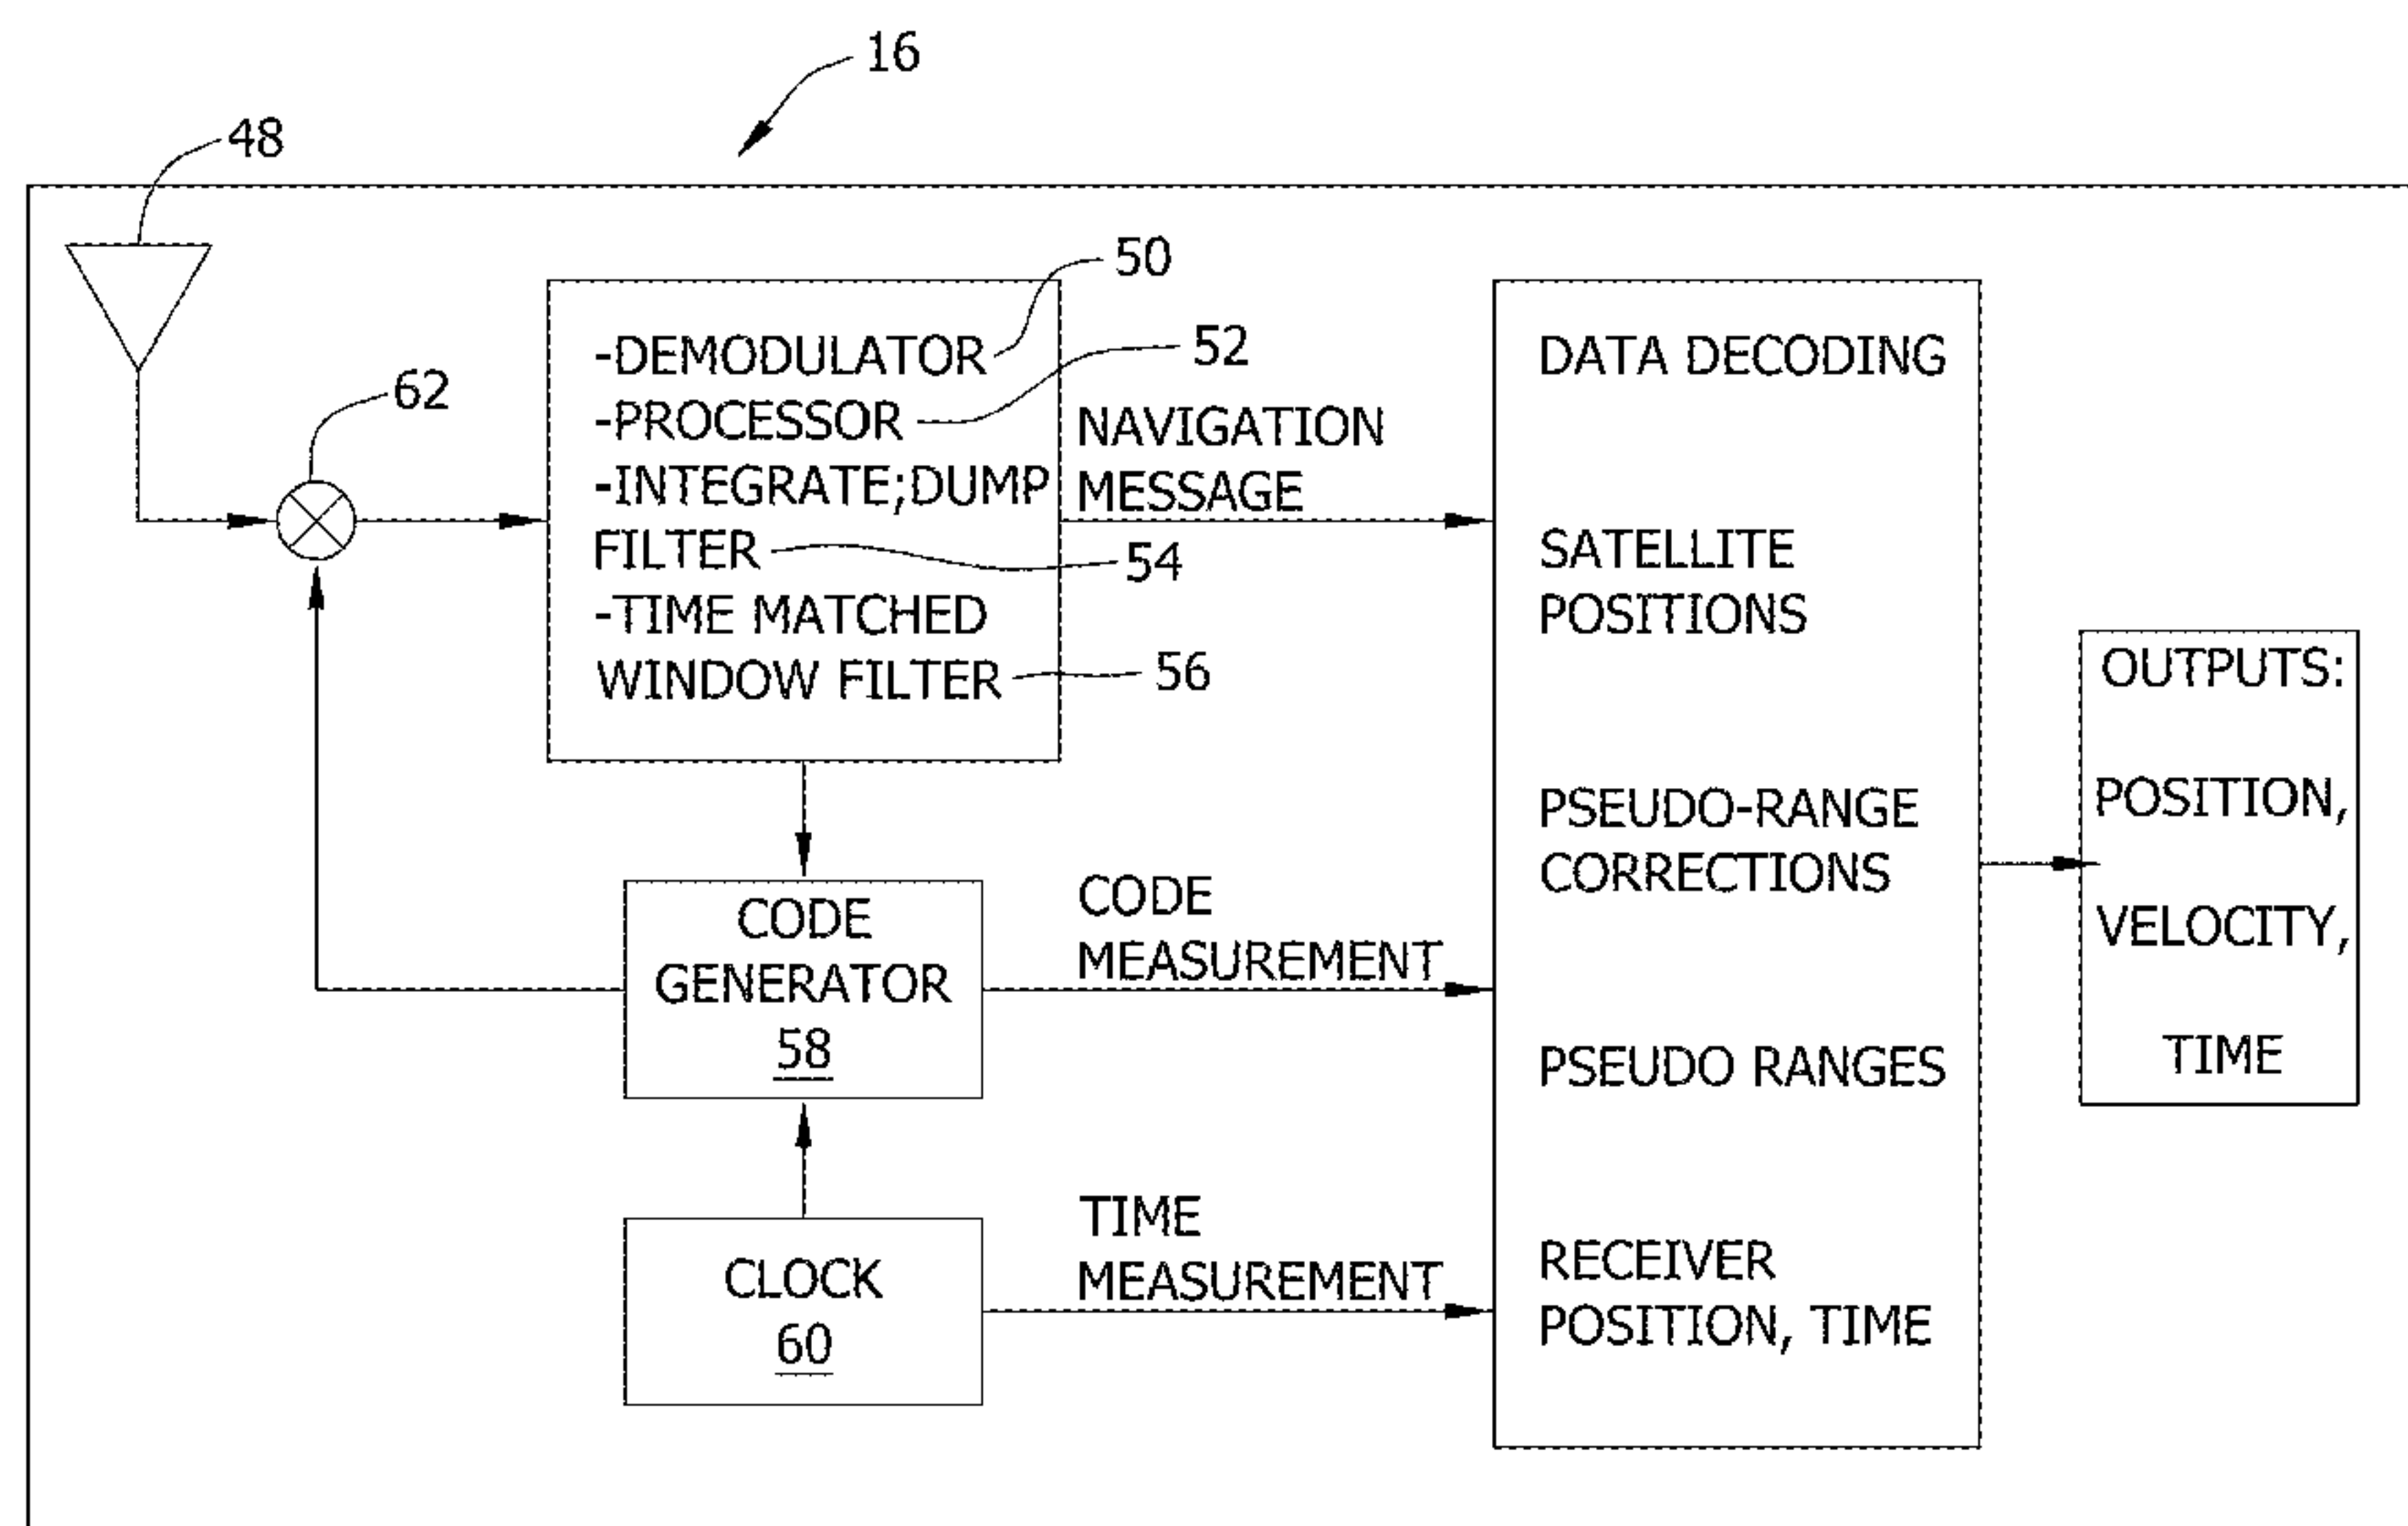 16
48
62
-DEMODULATOR
-PROCESSOR
-INTEGRATE;DUMP
FILTER
-TIME MATCHED
WINDOW FILTER
50
52
54
56
NAVIGATION
MESSAGE
CODE
GENERATOR
58
CODE
MEASUREMENT
CLOCK
60
TIME
MEASUREMENT
DATA DECODING
SATELLITE
POSITIONS
PSEUDO-RANGE
CORRECTIONS
PSEUDO RANGES
RECEIVER
POSITION, TIME
OUTPUTS:
POSITION,
VELOCITY,
TIME